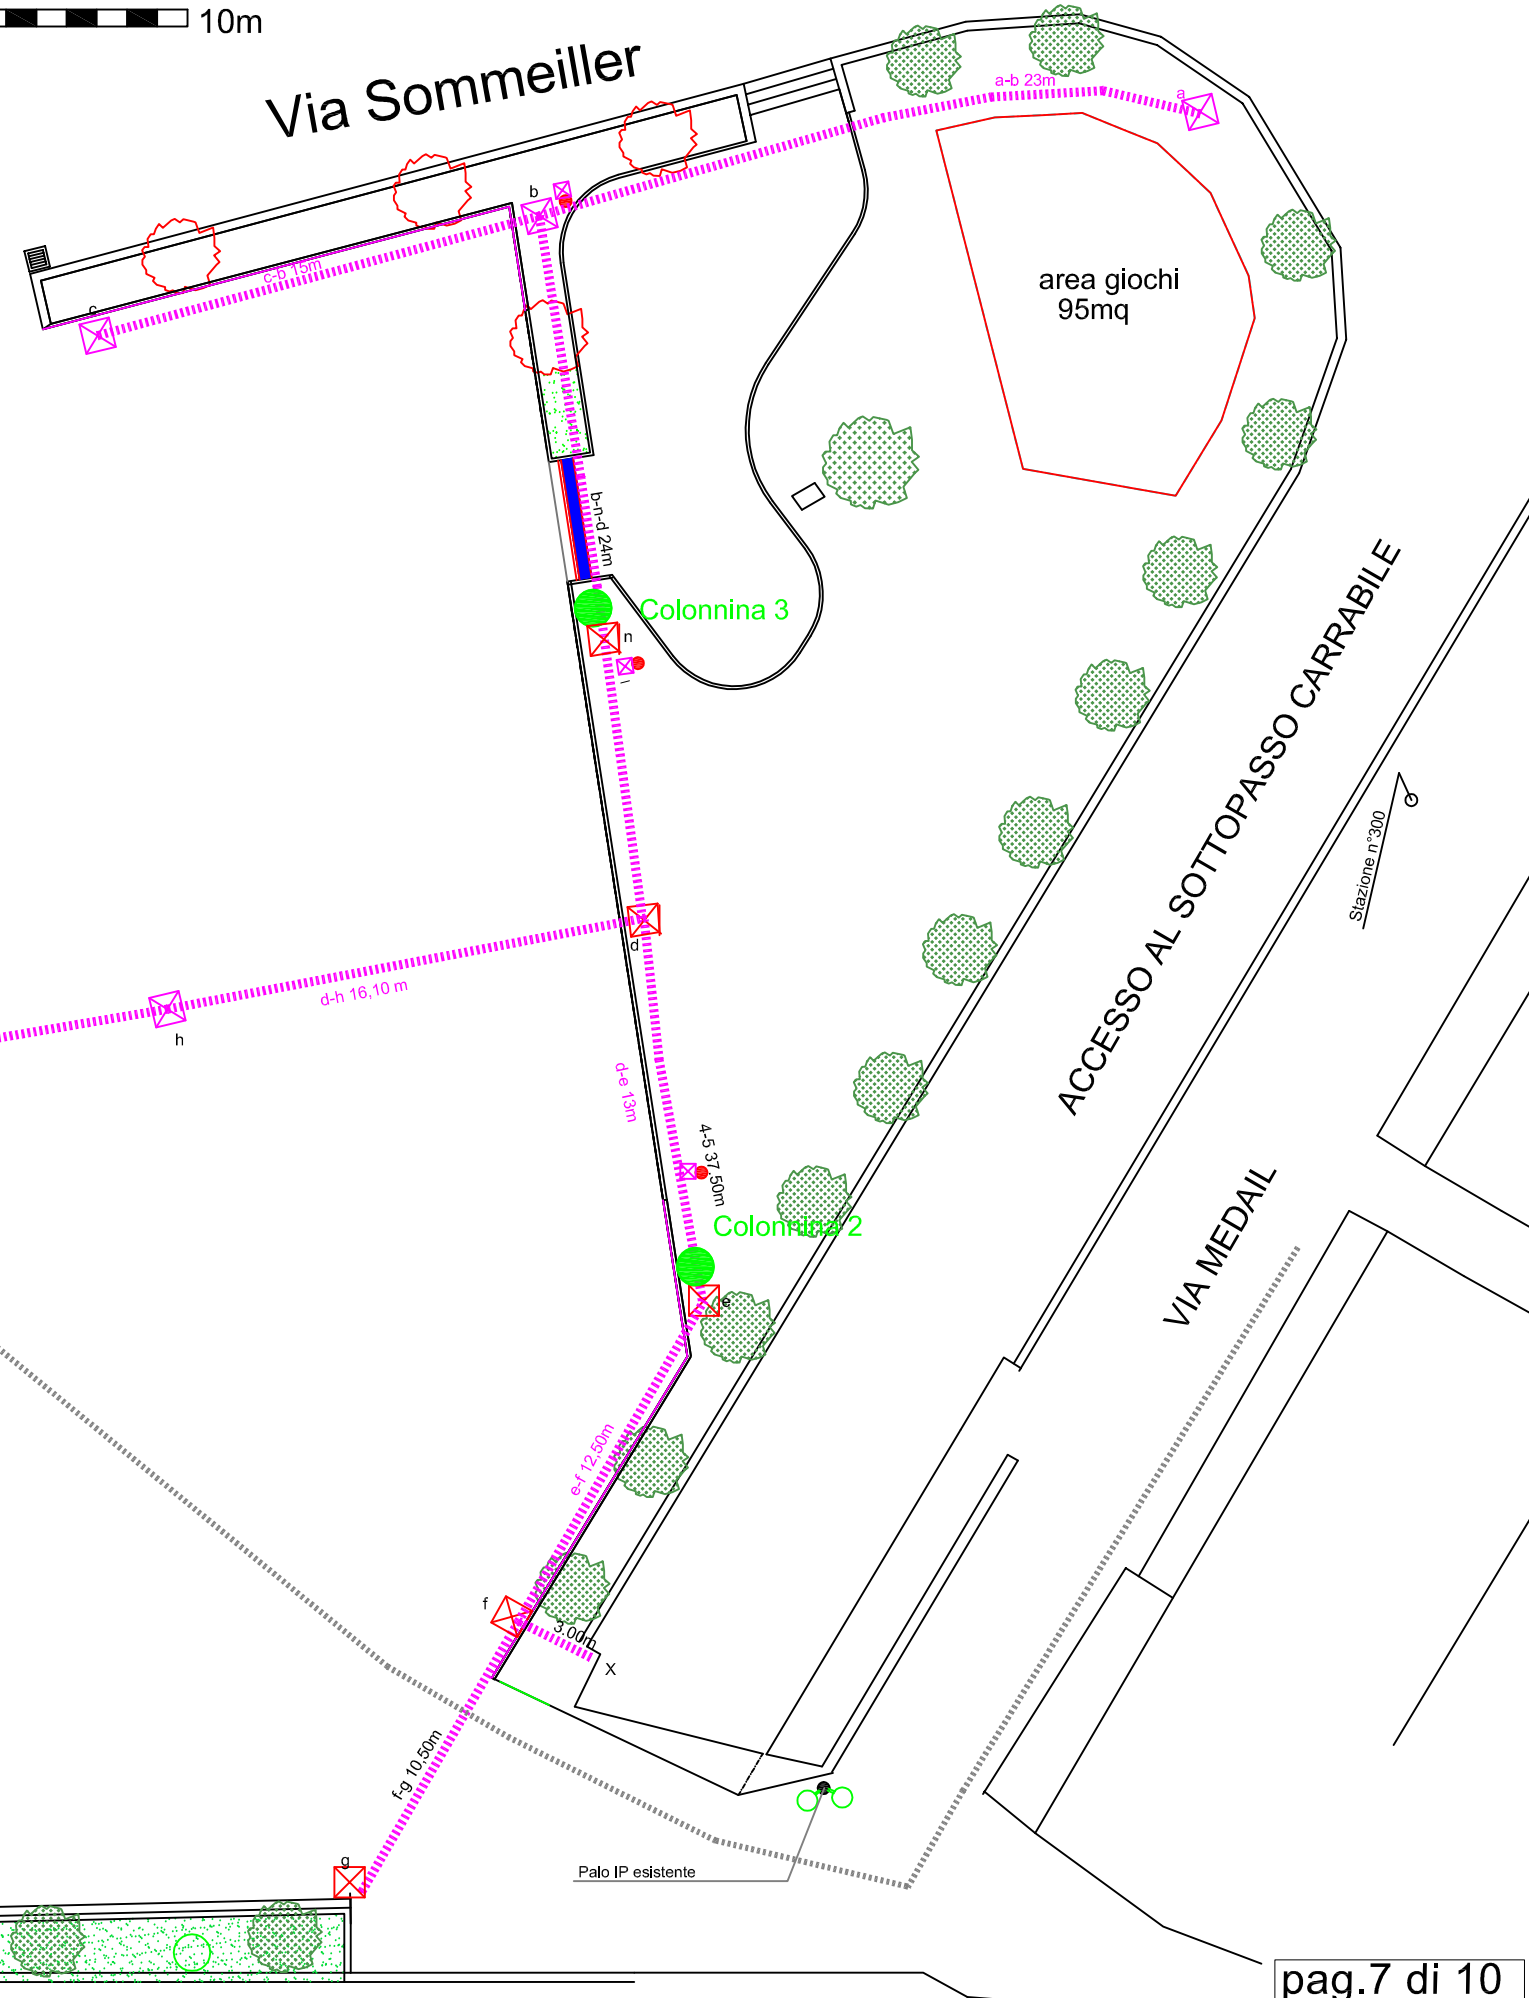 10m
Via Sommeiller
a-b 23m
a
b
c-b 15m
c
area giochi
95mq
b-n-d 24m
Colonnina 3
n
l
ACCESSO AL SOTTOPASSO CARRABILE
Stazione n°300
d
d-h 16,10 m
h
d-e 13m
4-5 37.50m
Colonnina 2
e
VIA MEDAIL
e-f 12,50m
f
3.00m
X
f-g 10,50m
g
Palo IP esistente
pag.7 di 10